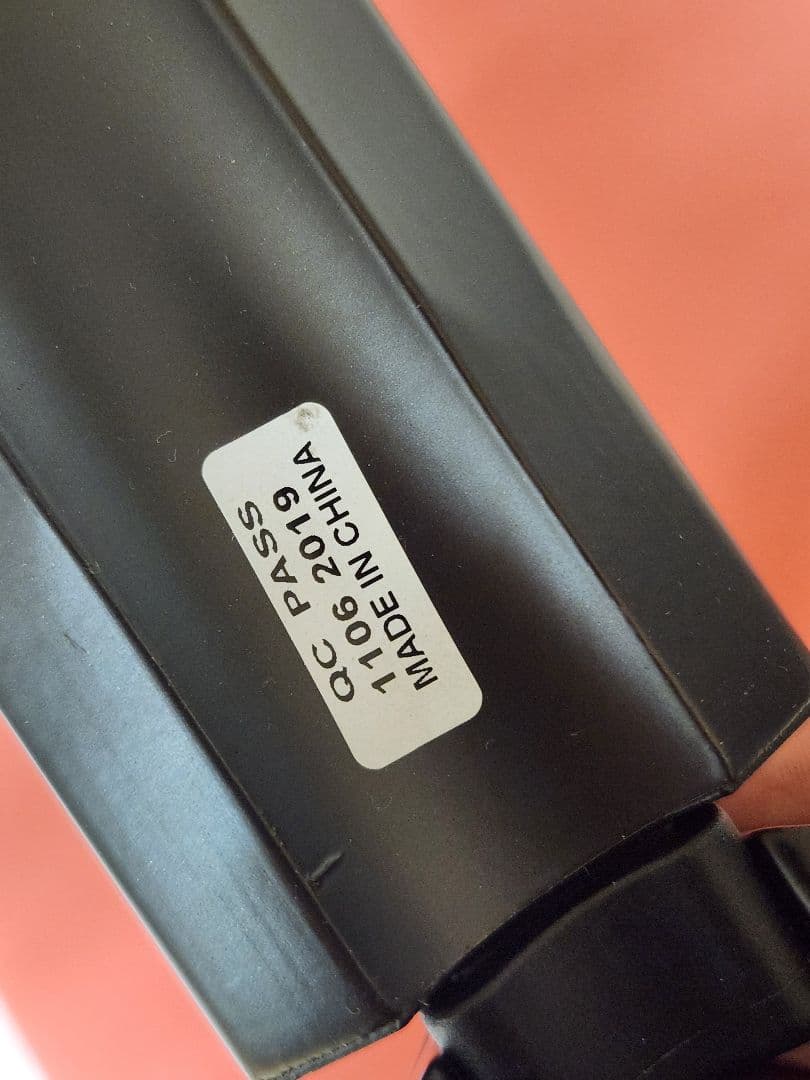 QC PASS
1106 2019
MADE IN CHINA